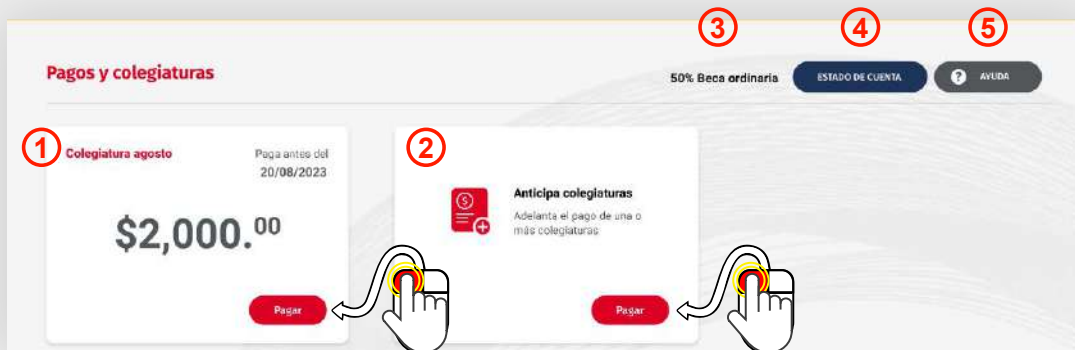 3
4
5
Pagos y colegiaturas
50% Beca ordinaria
ESTADO DE CUENTA
? AYUDA
1
Colegiatura agosto
Paga antes del
20/08/2023
$2,000.00
Pagar
2
Anticipa colegiaturas
Adelanta el pago de una o
más colegiaturas
Pagar